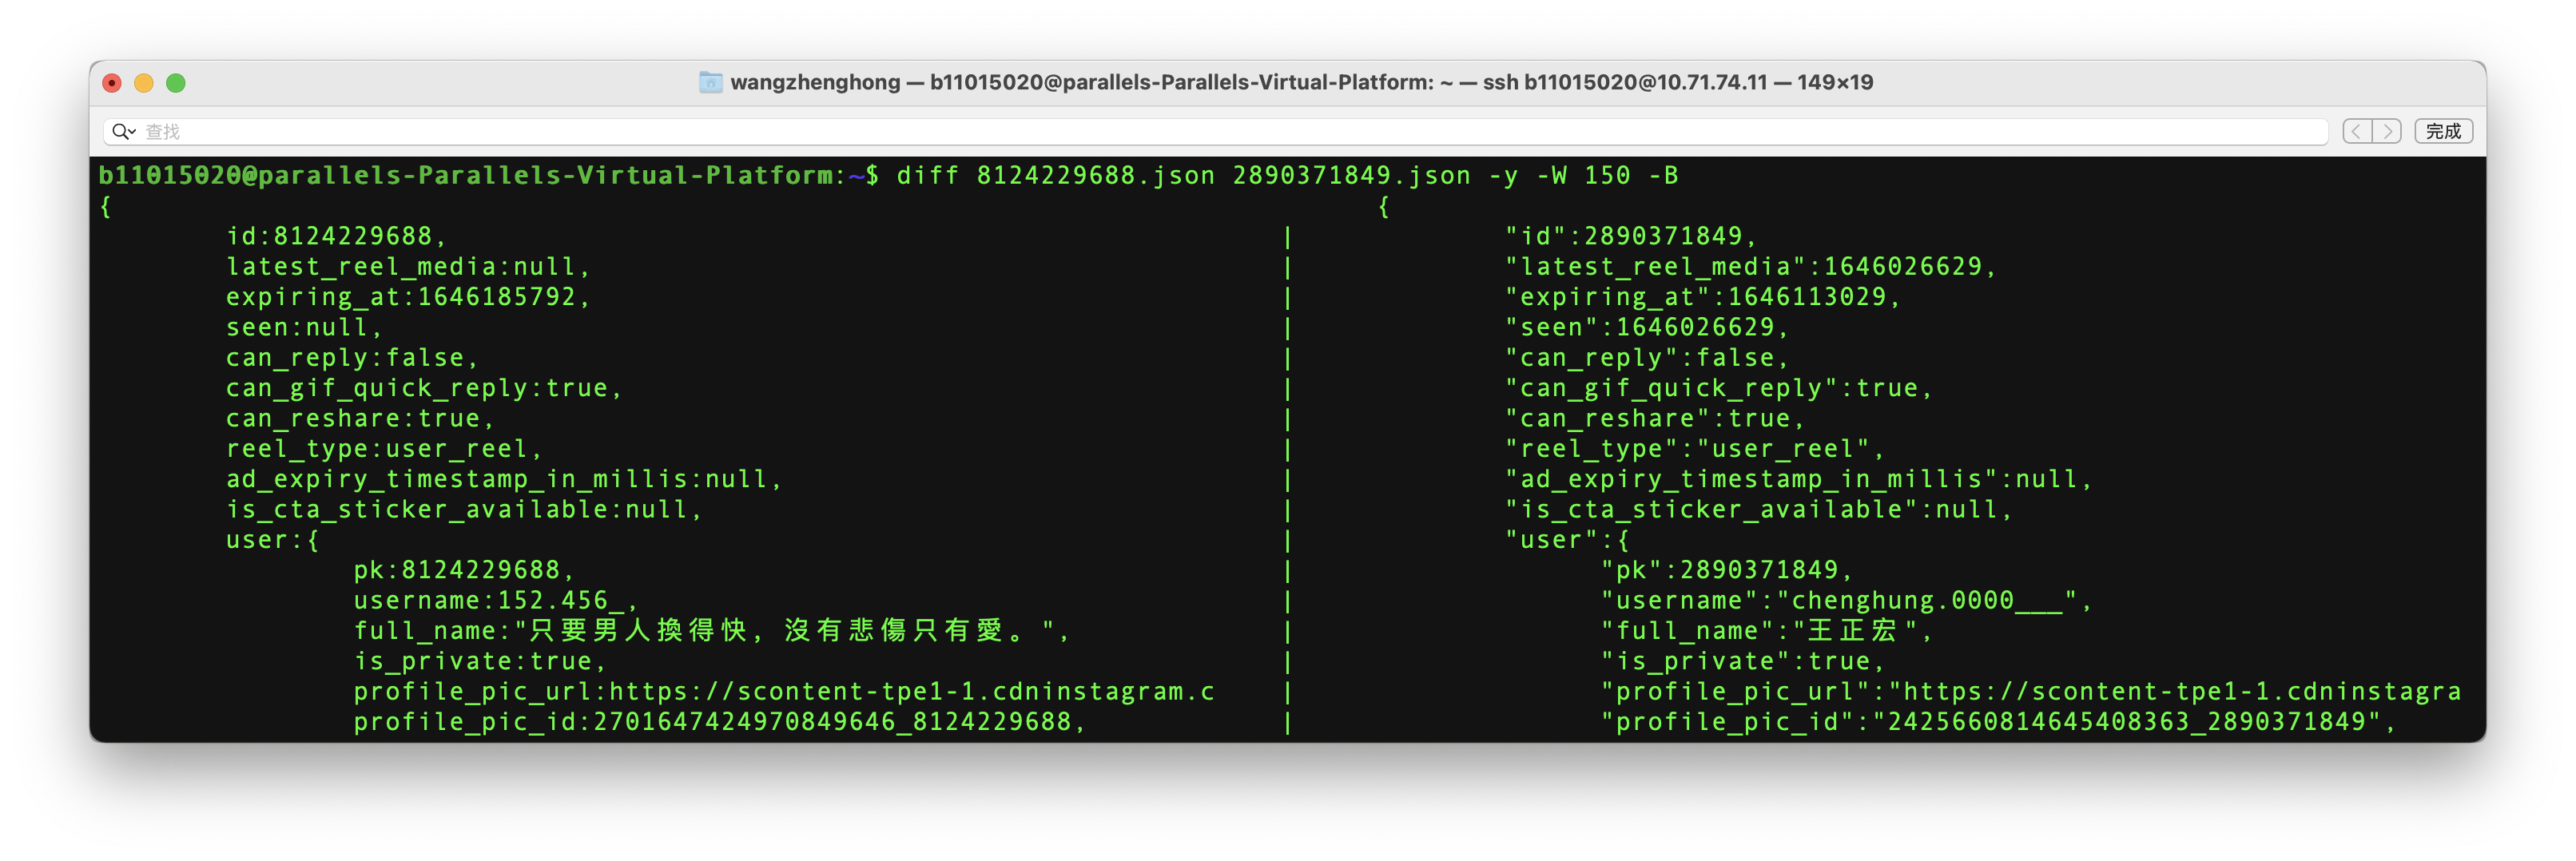 wangzhenghong — b11015020@parallels-Parallels-Virtual-Platform: ~ — ssh b11015020@10.71.74.11 — 149×19
查找 完成
b11015020@parallels-Parallels-Virtual-Platform:~$ diff 8124229688.json 2890371849.json -y -W 150 -B
{ {
id:8124229688, | "id":2890371849,
latest_reel_media:null, | "latest_reel_media":1646026629,
expiring_at:1646185792, | "expiring_at":1646113029,
seen:null, | "seen":1646026629,
can_reply:false, | "can_reply":false,
can_gif_quick_reply:true, | "can_gif_quick_reply":true,
can_reshare:true, | "can_reshare":true,
reel_type:user_reel, | "reel_type":"user_reel",
ad_expiry_timestamp_in_millis:null, | "ad_expiry_timestamp_in_millis":null,
is_cta_sticker_available:null, | "is_cta_sticker_available":null,
user:{ | "user":{
pk:8124229688, | "pk":2890371849,
username:152.456_, | "username":"chenghung.0000___",
full_name:"只要男人換得快, 沒有悲傷只有愛。", | "full_name":"王正宏",
is_private:true, | "is_private":true,
profile_pic_url:https://scontent-tpe1-1.cdninstagram.c | "profile_pic_url":"https://scontent-tpe1-1.cdninstagra
profile_pic_id:2701647424970849646_8124229688, | "profile_pic_id":"2425660814645408363_2890371849",